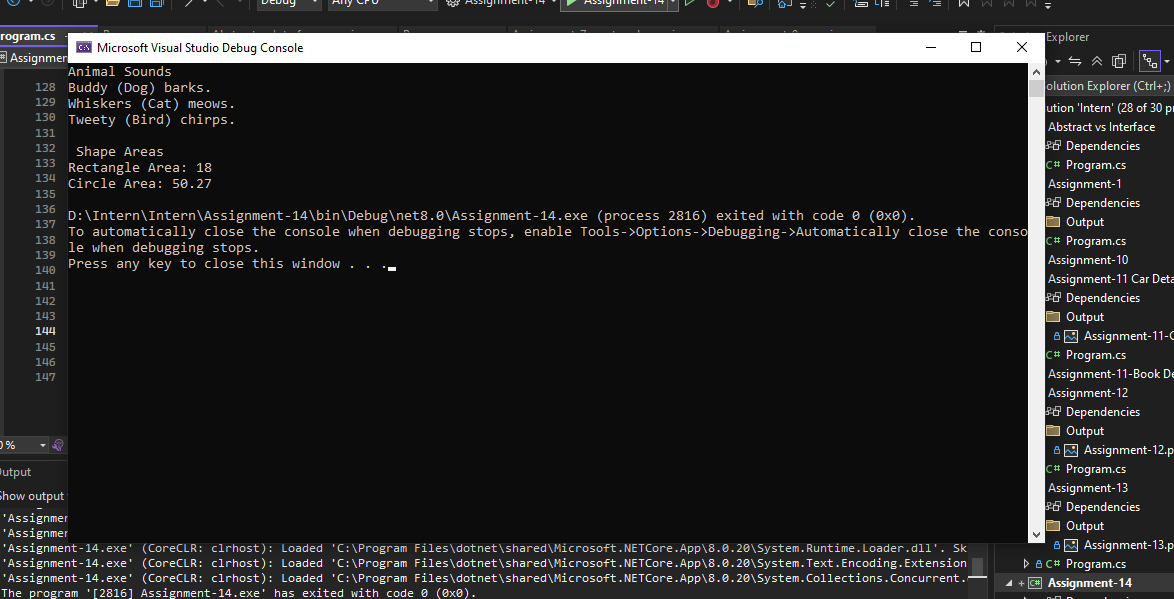 Debug
Any CPU
Assignment-14
Assignment-14
rogram.cs
Explorer
Microsoft Visual Studio Debug Console
Assignmen
olution Explorer (Ctrl+;)
ution 'Intern' (28 of 30 pr
Abstract vs Interface
Dependencies
C# Program.cs
Assignment-1
Dependencies
Output
C# Program.cs
Assignment-10
Assignment-11 Car Deta
Dependencies
Output
Assignment-11-C
C# Program.cs
Assignment-11-Book De
Assignment-12
Dependencies
Output
Assignment-12.p
C# Program.cs
Assignment-13
Dependencies
Output
Assignment-13.p
C# Program.cs
C# Assignment-14
128
129
130
131
132
133
134
135
136
137
138
139
140
141
142
143
144
145
146
147
Animal Sounds
Buddy (Dog) barks.
Whiskers (Cat) meows.
Tweety (Bird) chirps.
Shape Areas
Rectangle Area: 18
Circle Area: 50.27
D:\Intern\Intern\Assignment-14\bin\Debug\net8.0\Assignment-14.exe (process 2816) exited with code 0 (0x0).
To automatically close the console when debugging stops, enable Tools->Options->Debugging->Automatically close the conso
le when debugging stops.
Press any key to close this window . . .
0 %
utput
Show output
'Assignmen
'Assignmen
'Assignment-14.exe' (CoreCLR: clrhost): Loaded 'C:\Program Files\dotnet\shared\Microsoft.NETCore.App\8.0.20\System.Runtime.Loader.dll'. Sk
'Assignment-14.exe' (CoreCLR: clrhost): Loaded 'C:\Program Files\dotnet\shared\Microsoft.NETCore.App\8.0.20\System.Text.Encoding.Extension
'Assignment-14.exe' (CoreCLR: clrhost): Loaded 'C:\Program Files\dotnet\shared\Microsoft.NETCore.App\8.0.20\System.Collections.Concurrent.
The program '[2816] Assignment-14.exe' has exited with code 0 (0x0).